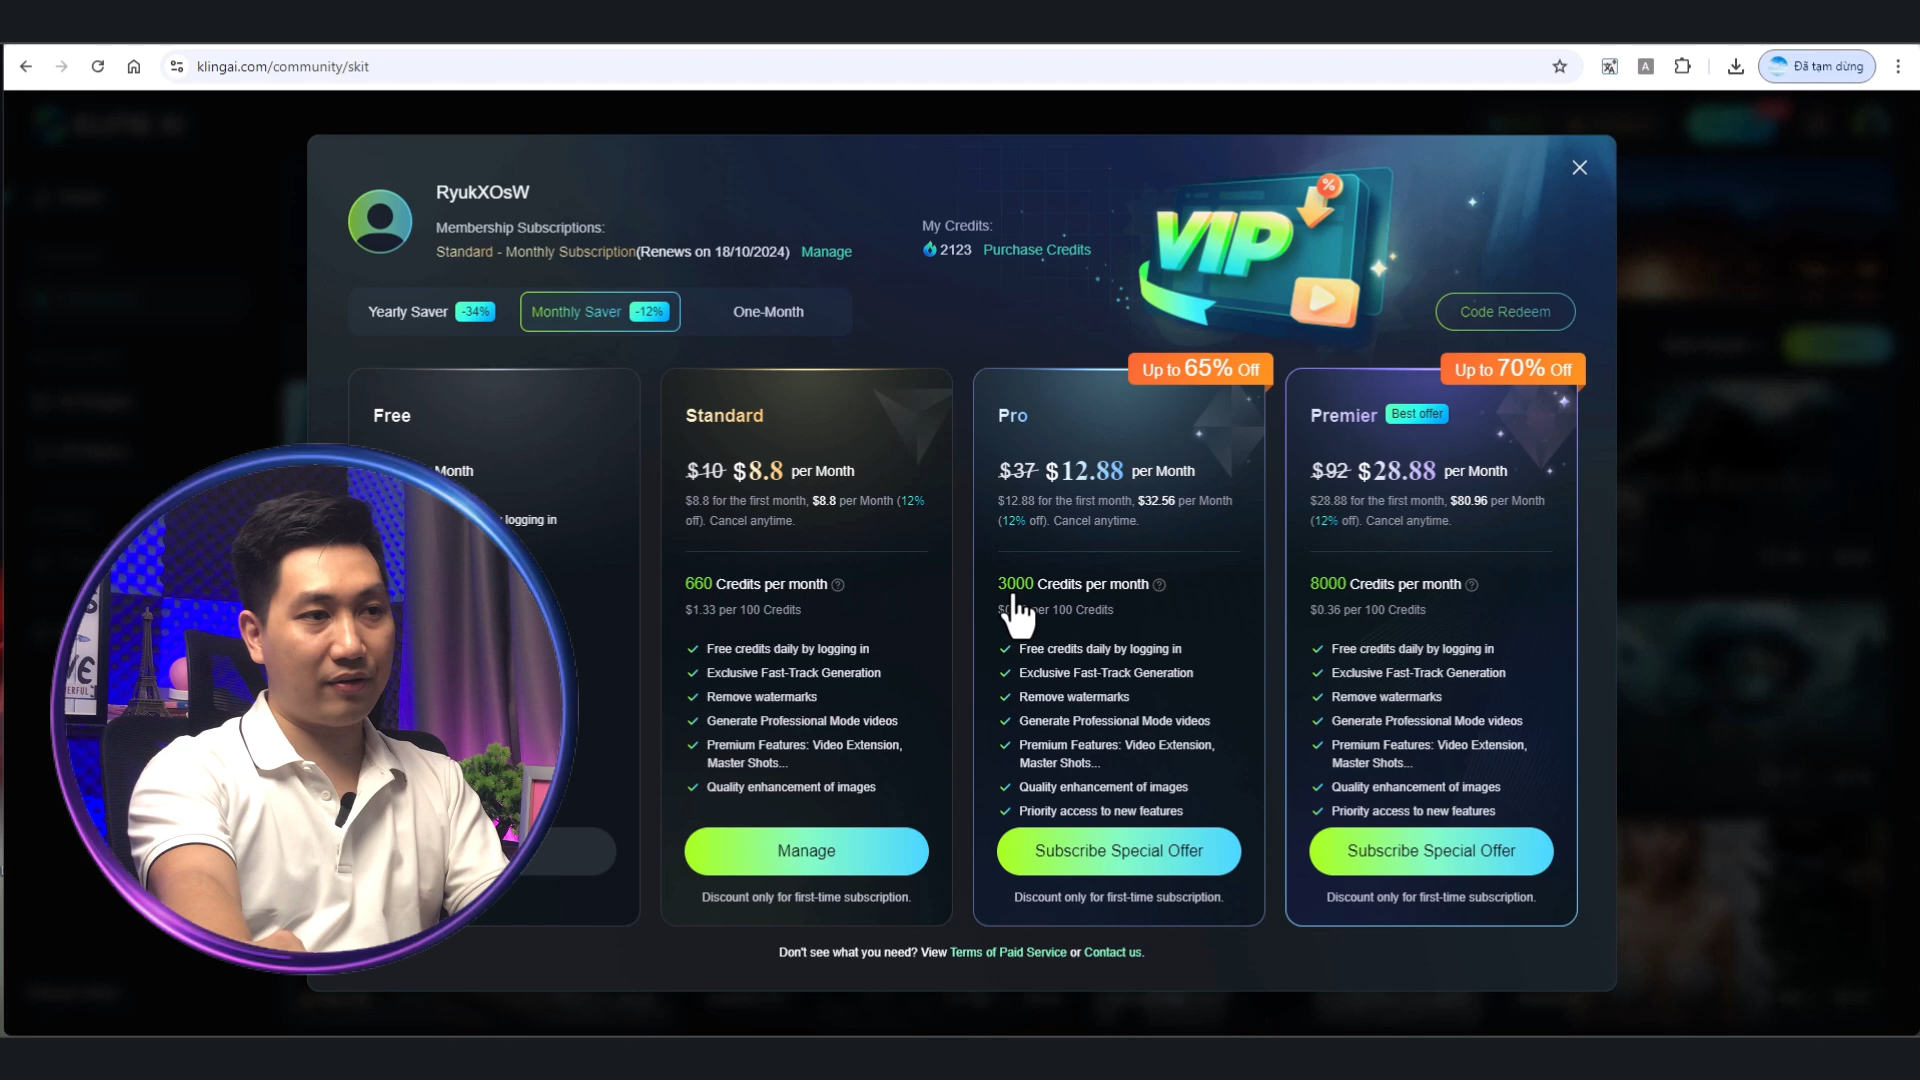 klingai.com/community/skit
Đã tạm dừng
RyukXOsW
Membership Subscriptions:
Standard - Monthly Subscription(Renews on 18/10/2024) Manage
My Credits:
2123 Purchase Credits
VIP
%
Yearly Saver -34%
Monthly Saver -12%
One-Month
Code Redeem
Free
Month
logging in
Standard
$10 $8.8 per Month
$8.8 for the first month, $8.8 per Month (12%
off). Cancel anytime.
660 Credits per month
$1.33 per 100 Credits
Free credits daily by logging in
Exclusive Fast-Track Generation
Remove watermarks
Generate Professional Mode videos
Premium Features: Video Extension,
Master Shots...
Quality enhancement of images
Manage
Discount only for first-time subscription.
Up to 65% Off
Pro
$37 $12.88 per Month
$12.88 for the first month, $32.56 per Month
(12% off). Cancel anytime.
3000 Credits per month
per 100 Credits
Free credits daily by logging in
Exclusive Fast-Track Generation
Remove watermarks
Generate Professional Mode videos
Premium Features: Video Extension,
Master Shots...
Quality enhancement of images
Priority access to new features
Subscribe Special Offer
Discount only for first-time subscription.
Up to 70% Off
Premier Best offer
$92 $28.88 per Month
$28.88 for the first month, $80.96 per Month
(12% off). Cancel anytime.
8000 Credits per month
$0.36 per 100 Credits
Free credits daily by logging in
Exclusive Fast-Track Generation
Remove watermarks
Generate Professional Mode videos
Premium Features: Video Extension,
Master Shots...
Quality enhancement of images
Priority access to new features
Subscribe Special Offer
Discount only for first-time subscription.
Don't see what you need? View Terms of Paid Service or Contact us.